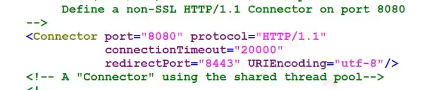 Define a non-SSL HTTP/1.1 Connector on port 8080
-->
<Connector port="8080" protocol="HTTP/1.1"
connectionTimeout="20000"
redirectPort="8443" URIEncoding="utf-8"/>
<!-- A "Connector" using the shared thread pool-->